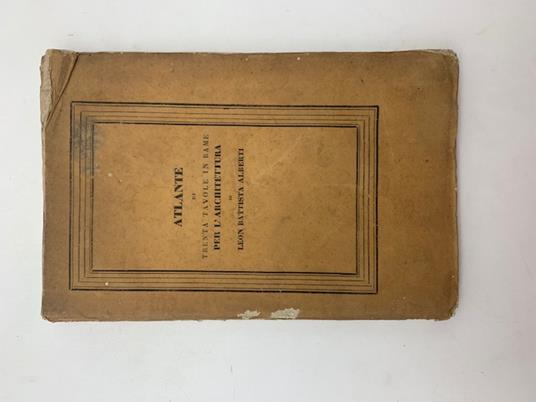 ATLANTE
DI
TRENTA TAVOLE IN RAME
PER L'ARCHITETTURA
DI
LEON BATTISTA ALBERTI